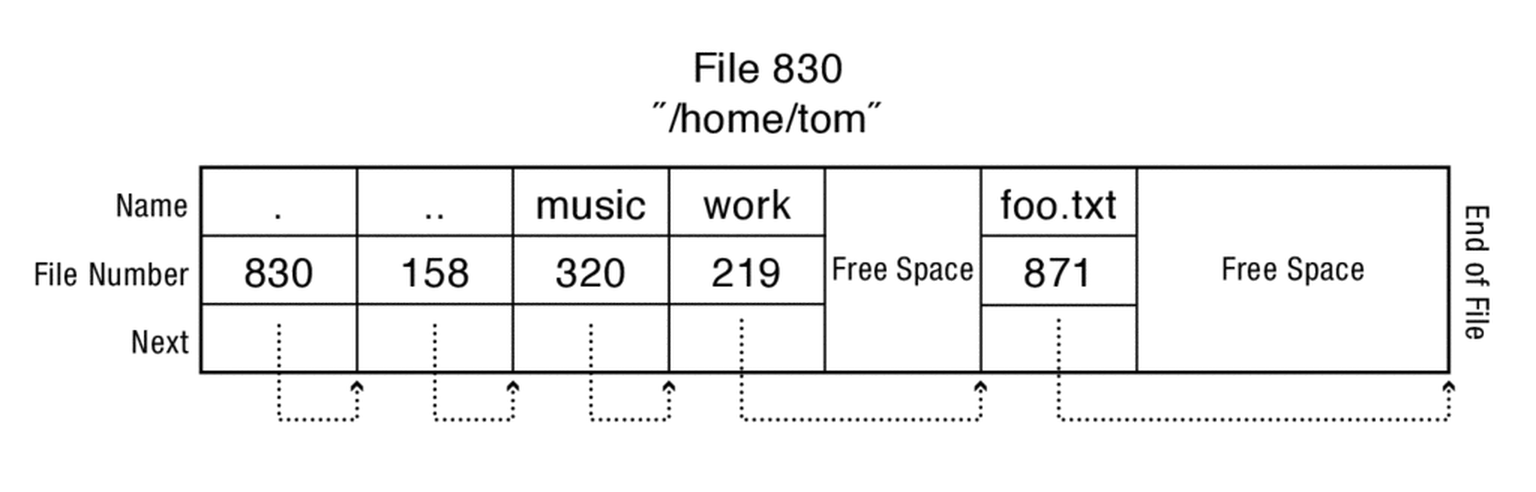 File 830
˝/home/tom˝
Name . .. music work foo.txt
File Number 830 158 320 219 Free Space 871 Free Space
Next
End of File